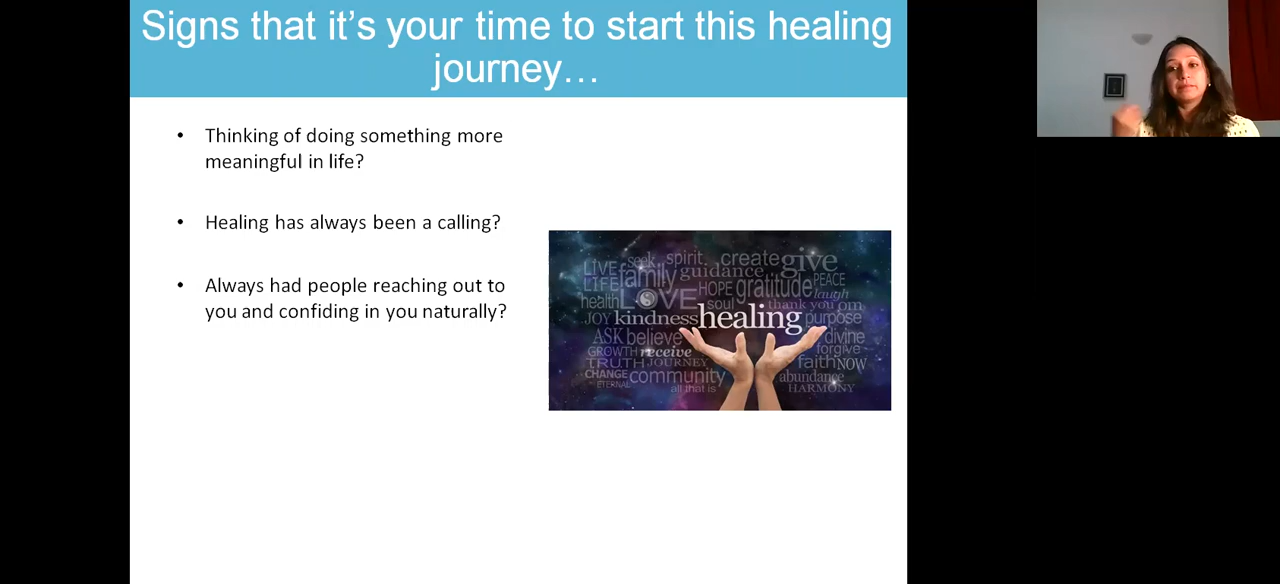 Signs that it's your time to start this healing
journey…
• Thinking of doing something more
meaningful in life?
• Healing has always been a calling?
• Always had people reaching out to
you and confiding in you naturally?
LIVE seek spirit create give
LIFE family guidance PEACE
health LOVE HOPE gratitude laugh
soul thank you om
JOY kindness healing purpose
ASK believe divine
GROWTH receive forgive
TRUTH JOURNEY faith NOW
CHANGE community abundance
ETERNAL all that is HARMONY